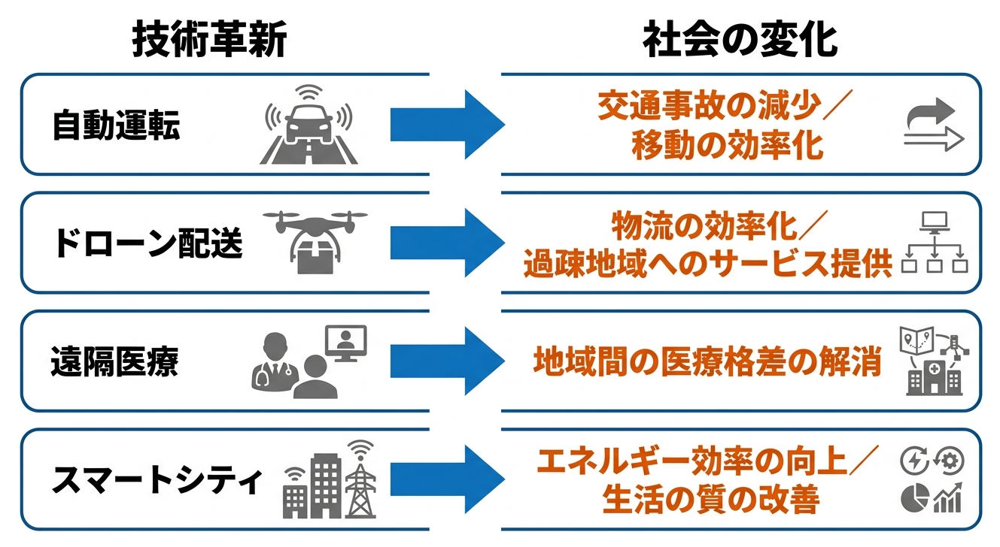 技術革新
社会の変化
自動運転
交通事故の減少／
移動の効率化
ドローン配送
物流の効率化／
過疎地域へのサービス提供
遠隔医療
地域間の医療格差の解消
スマートシティ
エネルギー効率の向上／
生活の質の改善